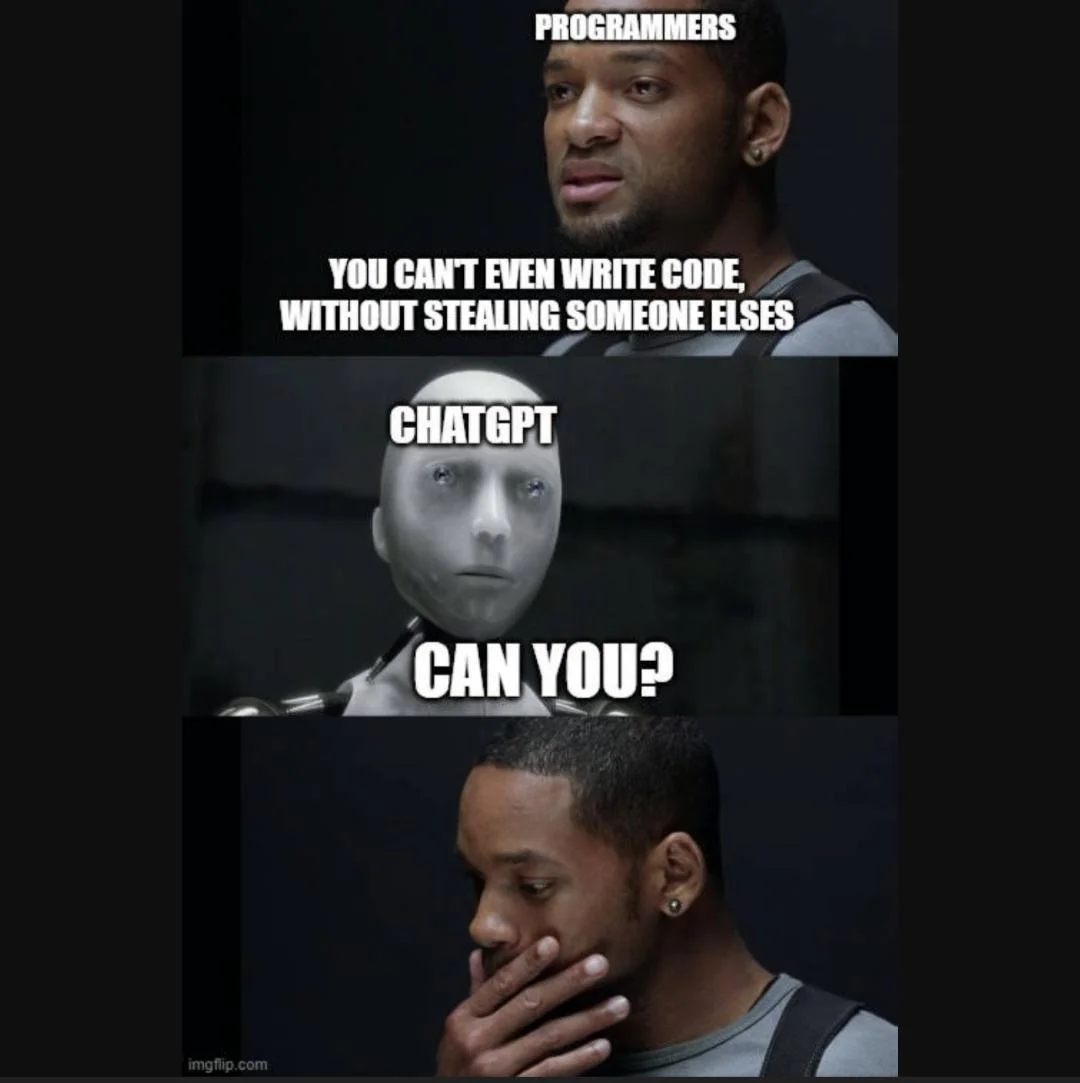 PROGRAMMERS
YOU CAN'T EVEN WRITE CODE,
WITHOUT STEALING SOMEONE ELSES
CHATGPT
CAN YOU?
imgflip.com